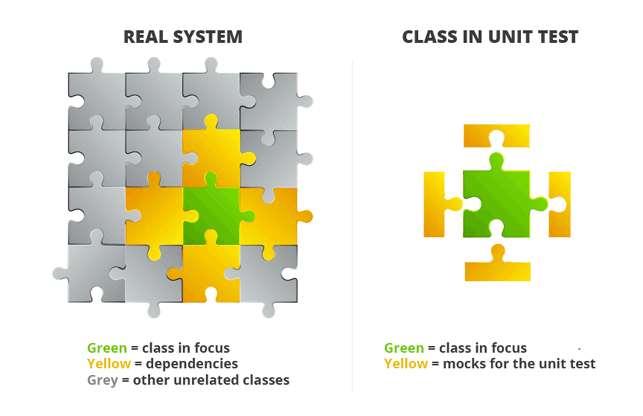 REAL SYSTEM
CLASS IN UNIT TEST
Green = class in focus
Yellow = dependencies
Grey = other unrelated classes
Green = class in focus
Yellow = mocks for the unit test